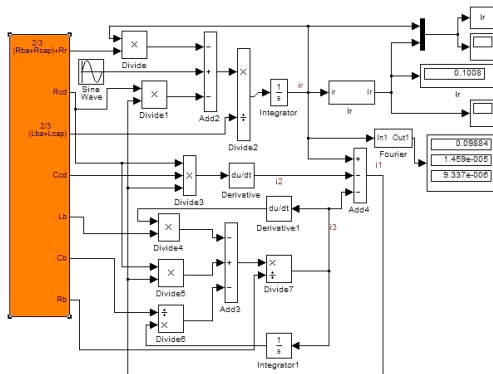 2/3
(Rba+Rcap)+Rr
Rcd
2/3
(Lba+Lcap)
Ccd
Lb
Cb
Rb
Divide
Sine
Wave
Divide1
Add2
Divide2
ir
1
s
Integrator
ir
Ir
Ir
Ir
0.1008
Ir
In1 Out1
Fourier
0.09884
1.459e-005
9.337e-006
i1
Add4
Divide3
du/dt
Derivative
i2
du/dt
Derivative1
i3
Divide4
Divide5
Add3
Divide7
Divide6
1
s
Integrator1